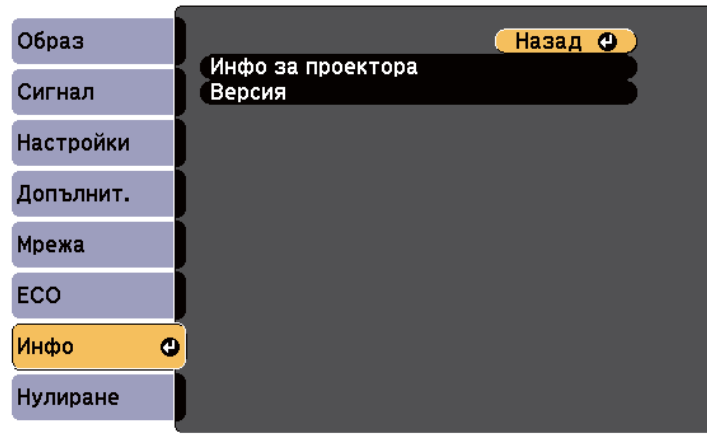 Образ
Сигнал
Настройки
Допълнит.
Мрежа
ECO
Инфо
Нулиране
Назад
Инфо за проектора
Версия